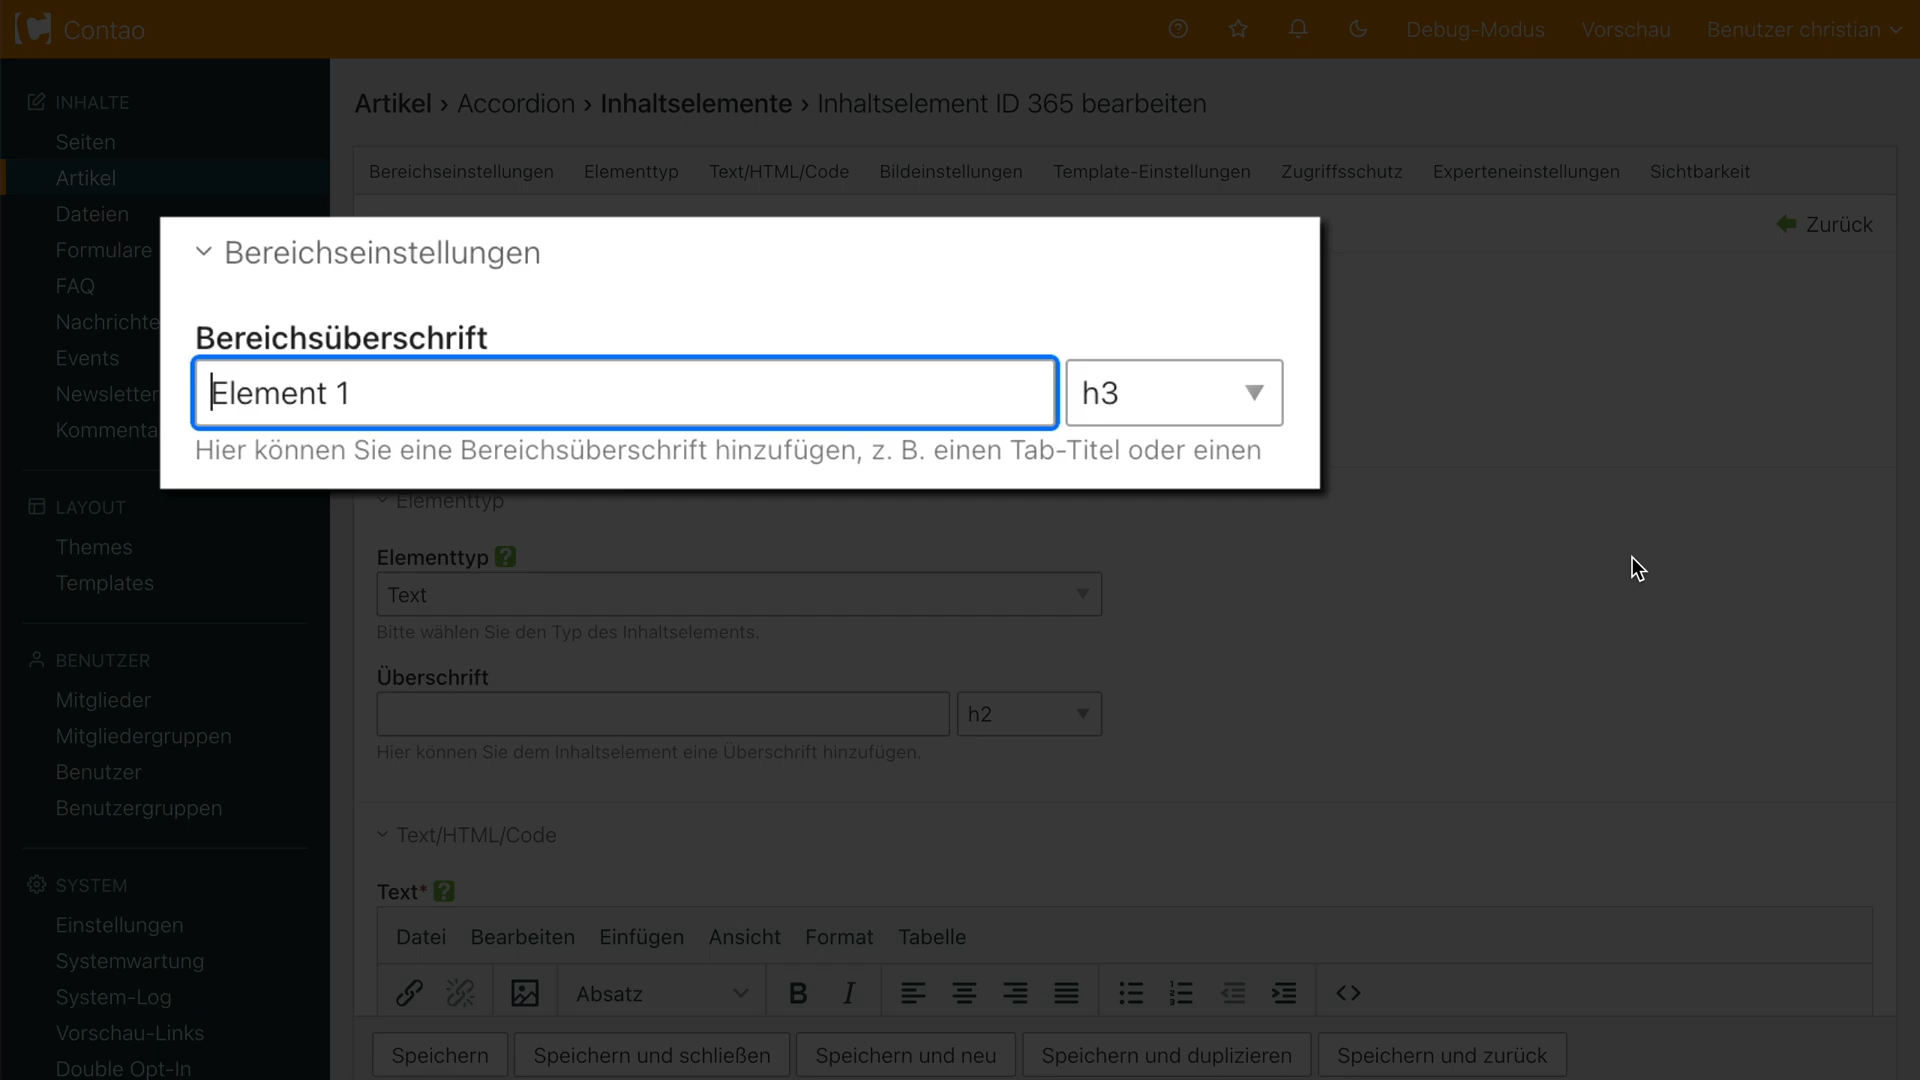 Contao
Debug-Modus
Vorschau
Benutzer christian
INHALTE
Seiten
Artikel
Dateien
Formulare
FAQ
Nachrichte
Events
Newsletter
Kommenta
LAYOUT
Themes
Templates
BENUTZER
Mitglieder
Mitgliedergruppen
Benutzer
Benutzergruppen
SYSTEM
Einstellungen
Systemwartung
System-Log
Vorschau-Links
Double Opt-In
Artikel › Accordion › Inhaltselemente › Inhaltselement ID 365 bearbeiten
Bereichseinstellungen Elementtyp Text/HTML/Code Bildeinstellungen Template-Einstellungen Zugriffsschutz Experteneinstellungen Sichtbarkeit
Zurück
Bereichseinstellungen
Bereichsüberschrift
Element 1
h3
Hier können Sie eine Bereichsüberschrift hinzufügen, z. B. einen Tab-Titel oder einen
Elementtyp
Elementtyp ?
Text
Bitte wählen Sie den Typ des Inhaltselements.
Überschrift
h2
Hier können Sie dem Inhaltselement eine Überschrift hinzufügen.
Text/HTML/Code
Text* ?
Datei Bearbeiten Einfügen Ansicht Format Tabelle
Absatz B I
Speichern
Speichern und schließen
Speichern und neu
Speichern und duplizieren
Speichern und zurück